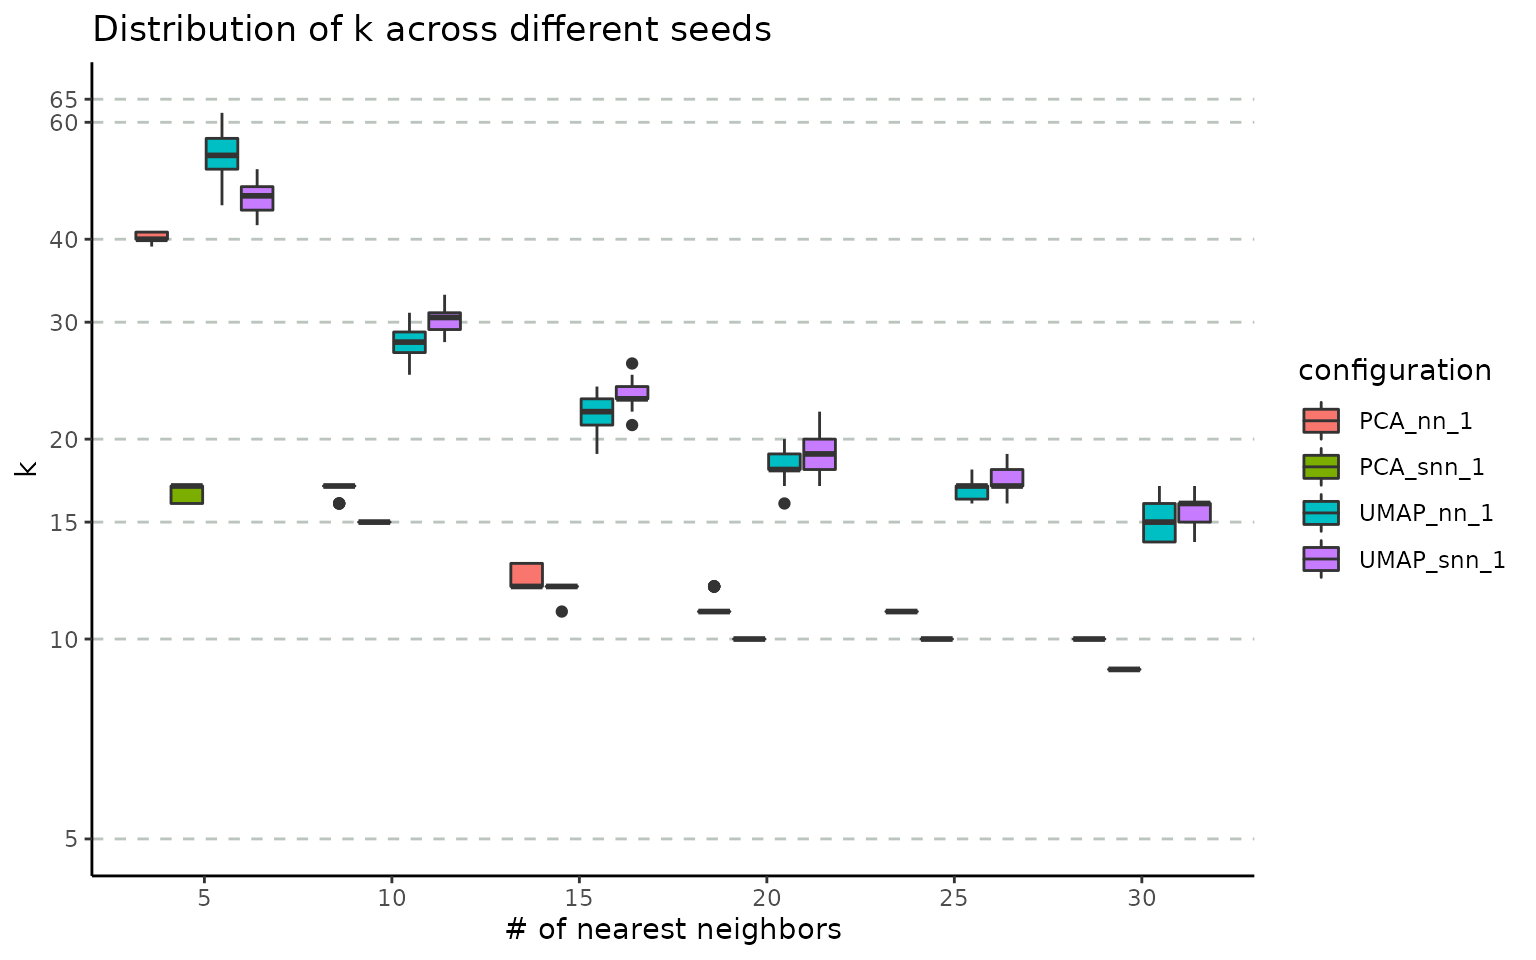 Distribution of k across different seeds
65
60
40
30
20
15
10
5
k
5
10
15
20
25
30
# of nearest neighbors
configuration
PCA_nn_1
PCA_snn_1
UMAP_nn_1
UMAP_snn_1